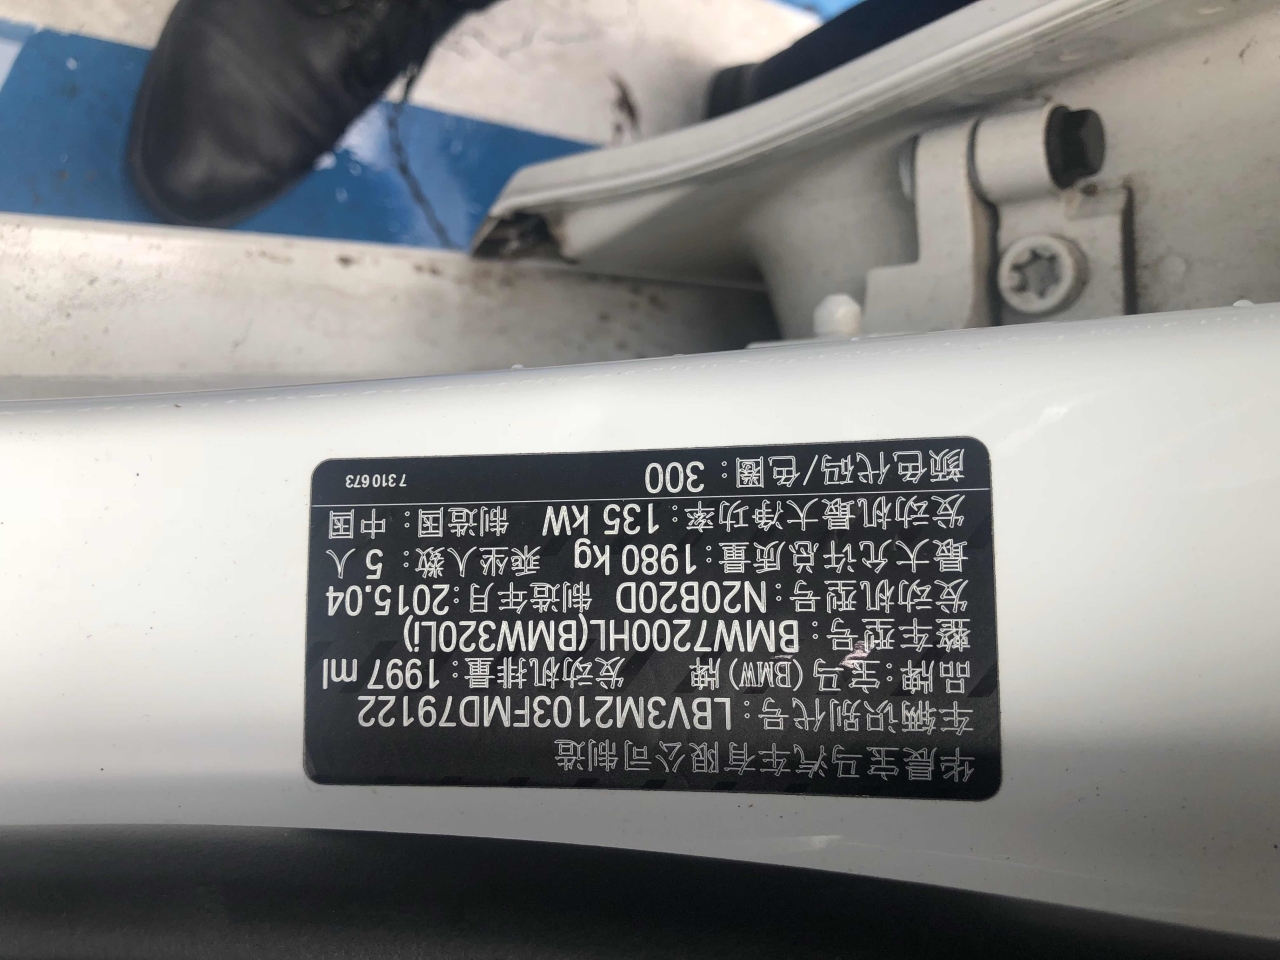 华晨宝马汽车有限公司制造
车辆识别代号：LBV3M2103FMD79122
品牌：宝马(BMW)牌 发动机排量：1997 ml
整车型号：BMW7200HL(BMW320Li)
发动机型号：N20B20D 制造年月：2015.04
最大允许总质量：1980 kg 乘坐人数：5 人
发动机最大净功率：135 kW 制造国：中国
颜色代码/色圈：300 7310673